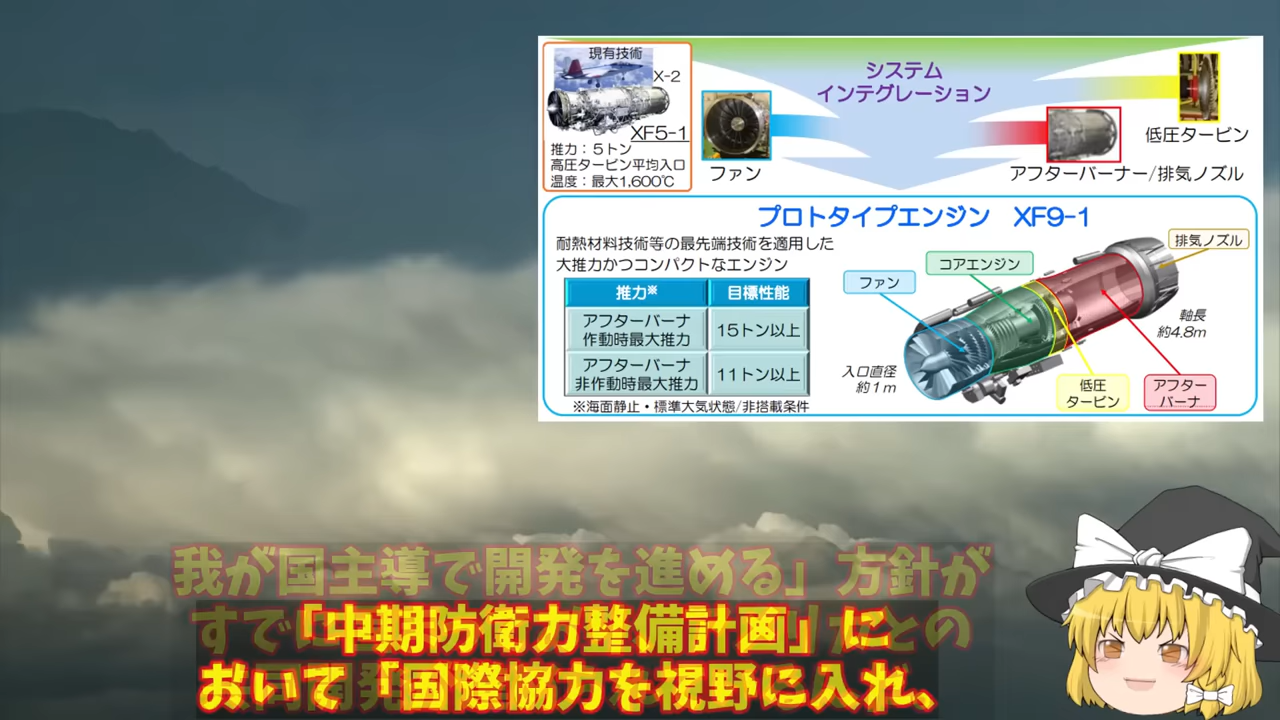 現有技術
X-2
XF5-1
推力：５トン
高圧タービン平均入口
温度：最大1,600℃
システム
インテグレーション
ファン
低圧タービン
アフターバーナー/排気ノズル
プロトタイプエンジン　XF9-1
耐熱材料技術等の最先端技術を適用した
大推力かつコンパクトなエンジン
推力※
目標性能
アフターバーナ
作動時最大推力
15トン以上
アフターバーナ
非作動時最大推力
11トン以上
※海面静止・標準大気状態/非搭載条件
ファン
コアエンジン
排気ノズル
軸長
約4.8m
入口直径
約１ｍ
低圧
タービン
アフター
バーナ
我が国主導で開発を進める」方針が
すで
との
「中期防衛力整備計画」に
おいて「国際協力を視野に入れ、